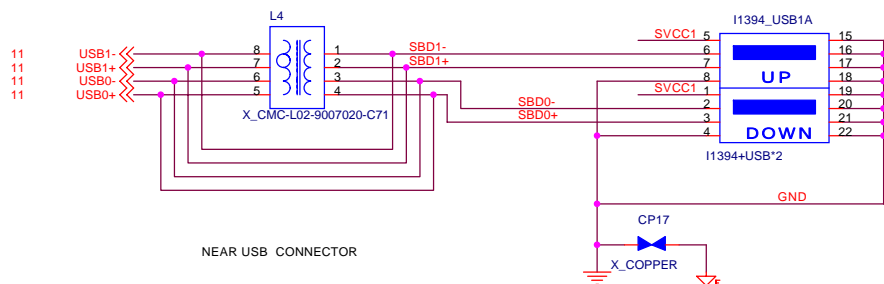 L4
I1394_USB1A
11 USB1- 8 1 SBD1- SVCC1 5 15
11 USB1+ 7 2 SBD1+ 6 16
11 USB0- 6 3 7 17
11 USB0+ 5 4 8 18
UP
X_CMC-L02-9007020-C71
SVCC1 1 19
SBD0- 2 20
SBD0+ 3 21
4 22
DOWN
I1394+USB*2
GND
CP17
NEAR USB CONNECTOR
X_COPPER